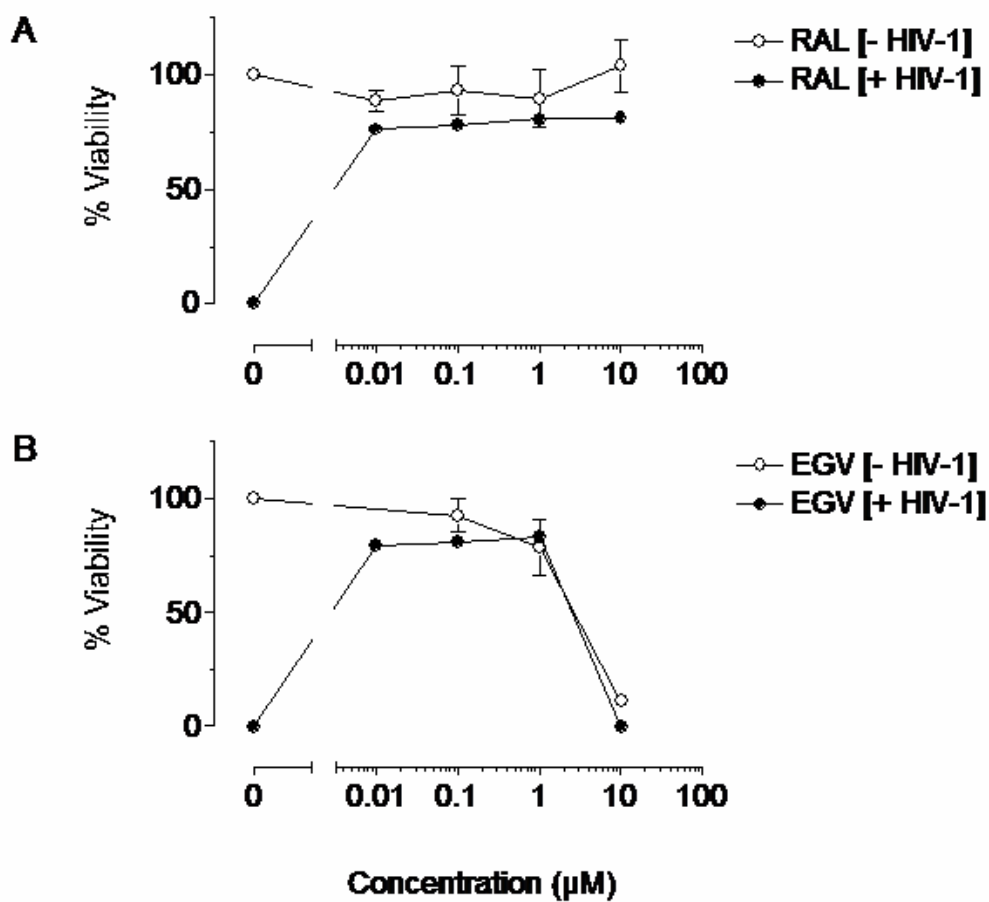 A
RAL [- HIV-1]
RAL [+ HIV-1]
% Viability
100
50
0
0 0.01 0.1 1 10 100
B
EGV [- HIV-1]
EGV [+ HIV-1]
% Viability
100
50
0
0 0.01 0.1 1 10 100
Concentration (µM)